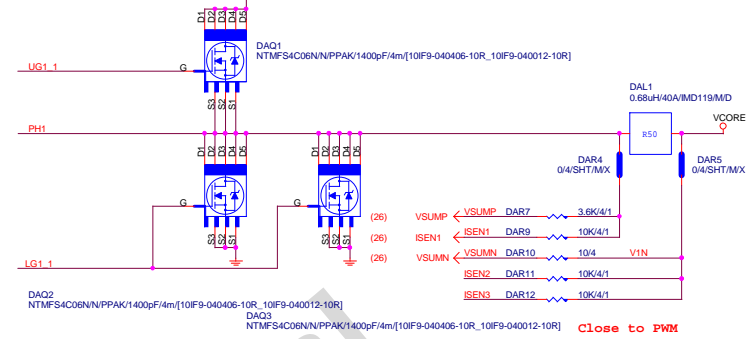 D1 D2 D3 D4 D5
DAQ1
NTMFS4C06N/N/PPAK/1400pF/4m/[10IF9-040406-10R_10IF9-040012-10R]
UG1_1
G
S3 S2 S1
DAL1
0.68uH/40A/IMD119/M/D
VCORE
PH1
R50
D1 D2 D3 D4 D5
D1 D2 D3 D4 D5
DAR4
0/4/SHT/M/X
DAR5
0/4/SHT/M/X
G
G
S3 S2 S1
S3 S2 S1
(26) VSUMP VSUMP DAR7 3.6K/4/1
(26) ISEN1 ISEN1 DAR9 10K/4/1
(26) VSUMN VSUMN DAR10 10/4 V1N
LG1_1
ISEN2 DAR11 10K/4/1
ISEN3 DAR12 10K/4/1
DAQ2
NTMFS4C06N/N/PPAK/1400pF/4m/[10IF9-040406-10R_10IF9-040012-10R]
DAQ3
NTMFS4C06N/N/PPAK/1400pF/4m/[10IF9-040406-10R_10IF9-040012-10R]
Close to PWM